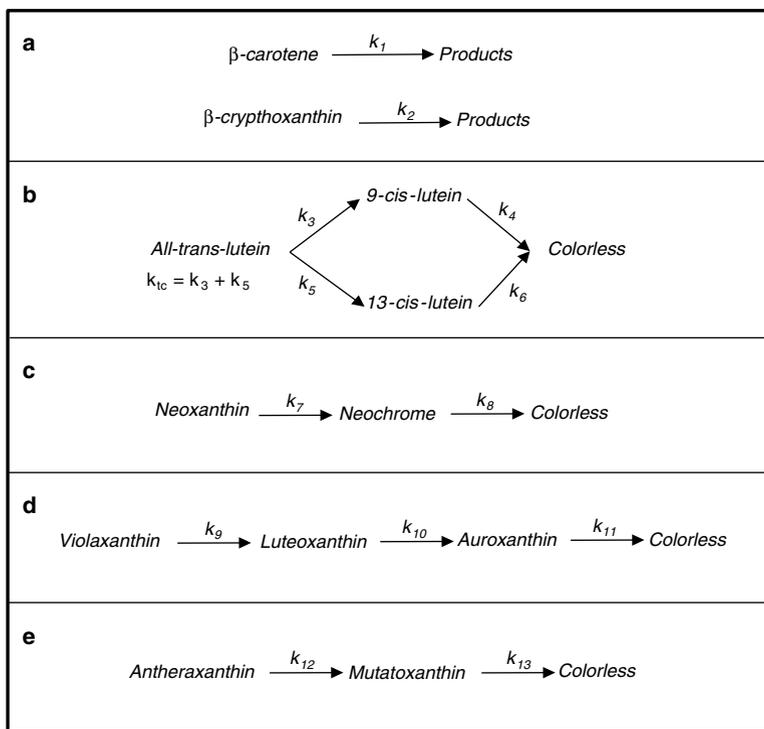 a
β-carotene k1 Products
β-crypthoxanthin k2 Products
b
9-cis-lutein
k3 k4
All-trans-lutein Colorless
ktc = k3 + k5
k5 k6
13-cis-lutein
c
Neoxanthin k7 Neochrome k8 Colorless
d
Violaxanthin k9 Luteoxanthin k10 Auroxanthin k11 Colorless
e
Antheraxanthin k12 Mutatoxanthin k13 Colorless